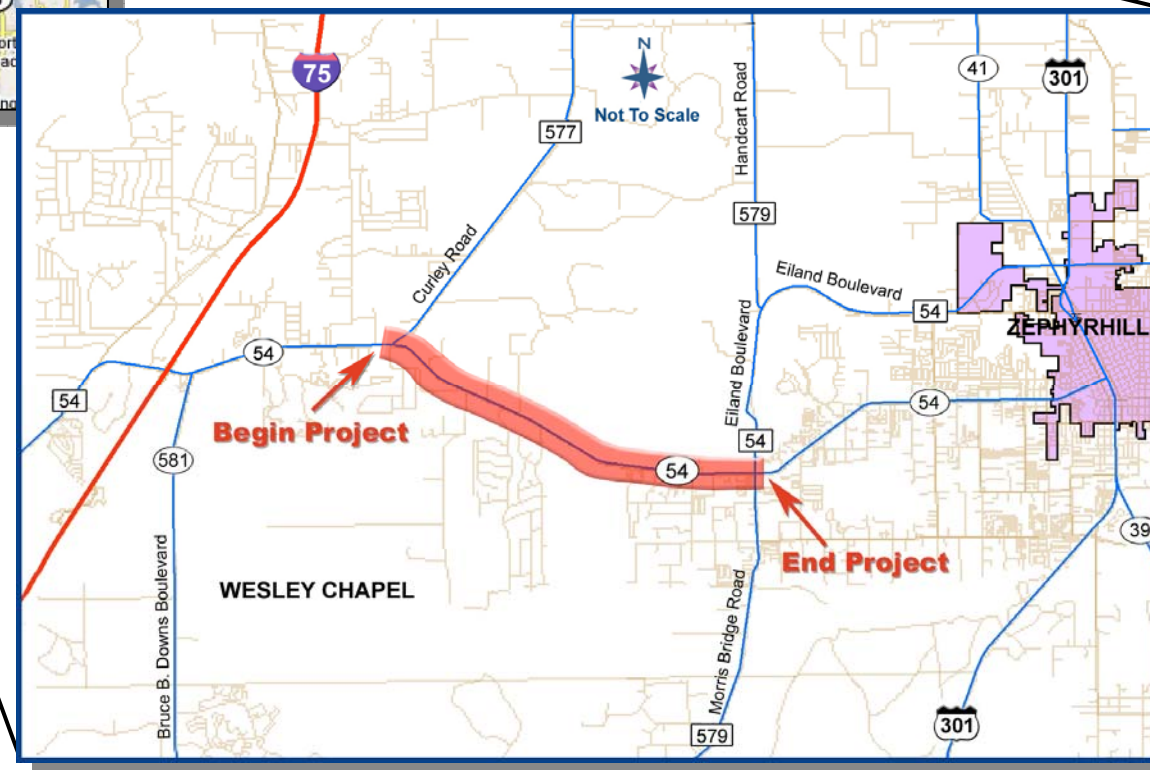 N
Not To Scale
75
577
41
301
Handcart Road
579
Curley Road
Eiland Boulevard
54
ZEPHYRHILL
54
54
Eiland Boulevard
54
54
Begin Project
581
54
54
End Project
39
WESLEY CHAPEL
Bruce B. Downs Boulevard
Morris Bridge Road
579
301